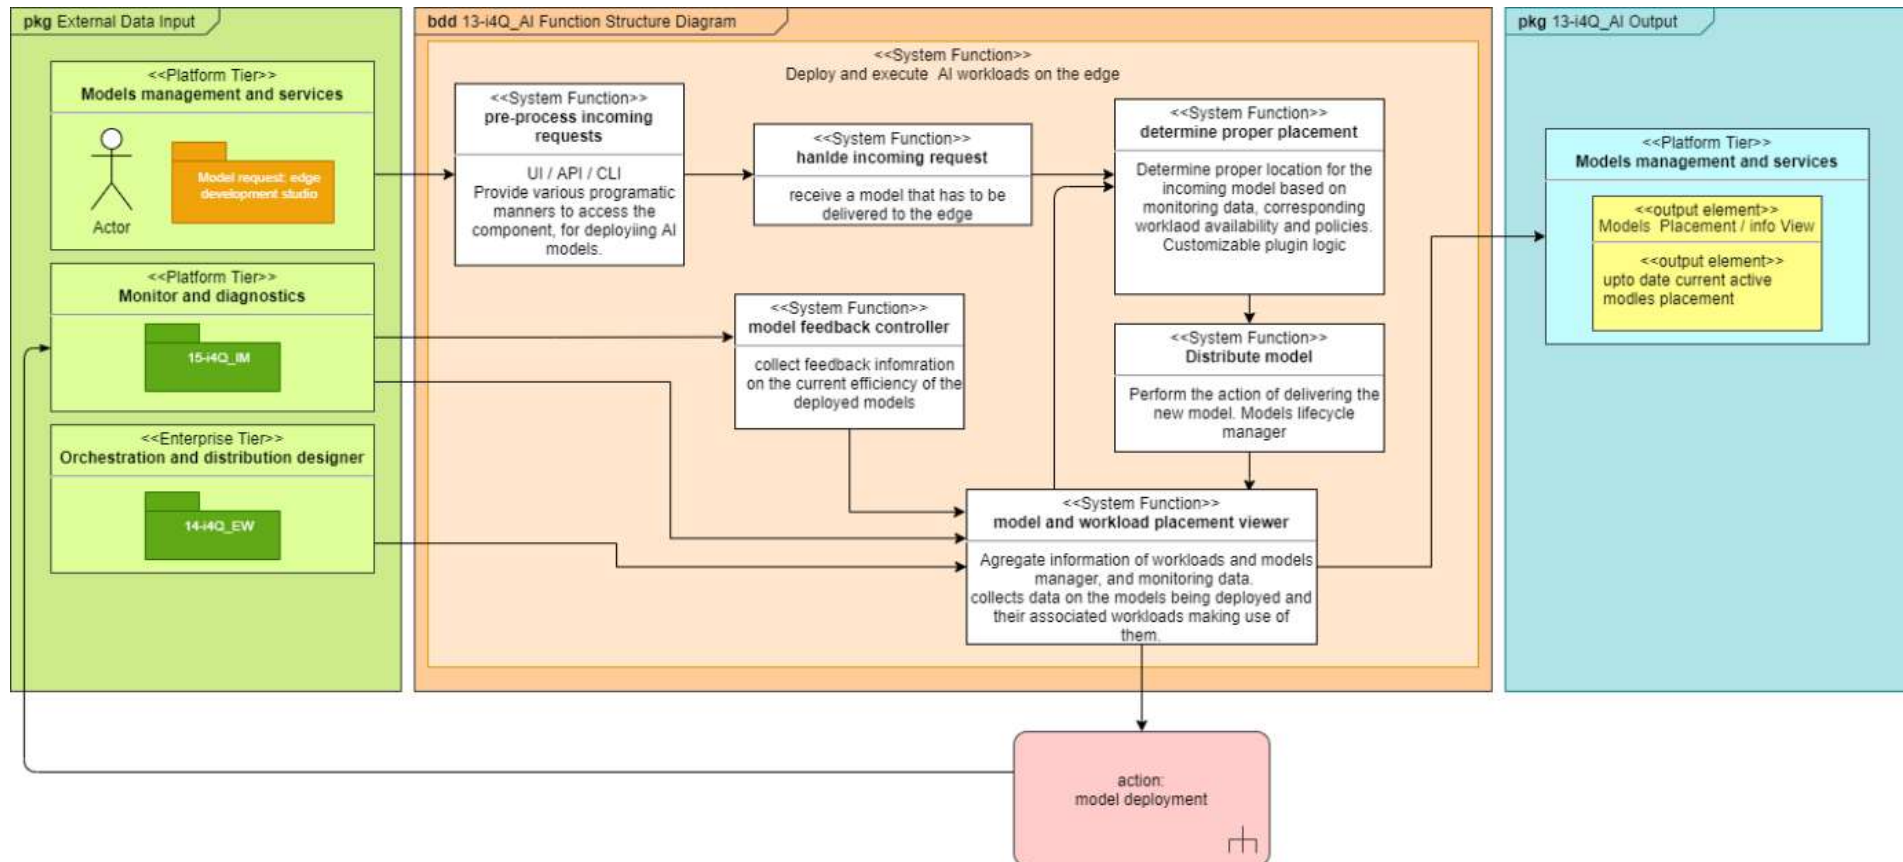 pkg External Data Input
<<Platform Tier>>
Models management and services
Actor
Model request: edge
development studio
<<Platform Tier>>
Monitor and diagnostics
15-i4Q_IM
<<Enterprise Tier>>
Orchestration and distribution designer
14-i4Q_EW
bdd 13-i4Q_AI Function Structure Diagram
<<System Function>>
Deploy and execute AI workloads on the edge
<<System Function>>
pre-process incoming
requests
UI / API / CLI
Provide various programatic
manners to access the
component, for deployiing AI
models.
<<System Function>>
hanlde incoming request
receive a model that has to be
delivered to the edge
<<System Function>>
determine proper placement
Determine proper location for the
incoming model based on
monitoring data, corresponding
worklaod availability and policies.
Customizable plugin logic
<<System Function>>
model feedback controller
collect feedback infomration
on the current efficiency of the
deployed models
<<System Function>>
Distribute model
Perform the action of delivering the
new model. Models lifecycle
manager
<<System Function>>
model and workload placement viewer
Agregate information of workloads and models
manager, and monitoring data.
collects data on the models being deployed and
their associated workloads making use of
them.
pkg 13-i4Q_AI Output
<<Platform Tier>>
Models management and services
<<output element>>
Models Placement / info View
<<output element>>
upto date current active
modles placement
action:
model deployment